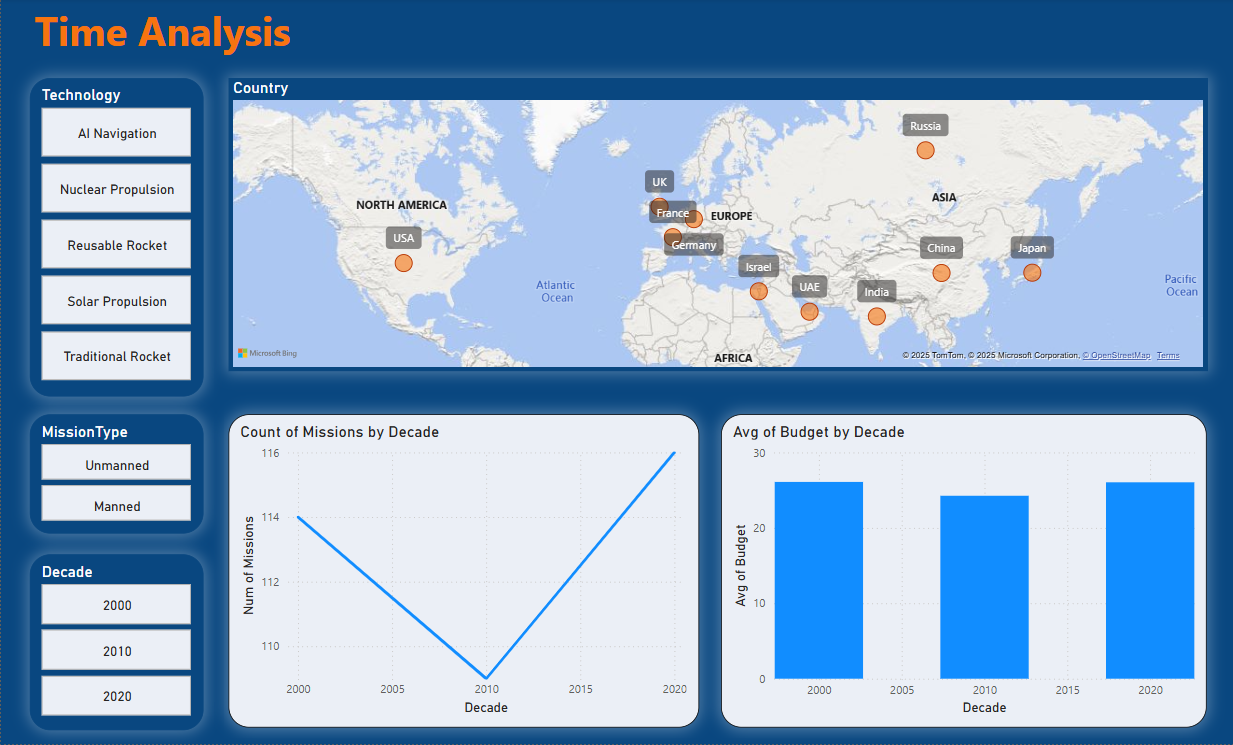 Time Analysis
Technology
AI Navigation
Nuclear Propulsion
Reusable Rocket
Solar Propulsion
Traditional Rocket
MissionType
Unmanned
Manned
Decade
2000
2010
2020
Country
Russia
UK
ASIA
NORTH AMERICA
France
EUROPE
USA
Germany
China
Japan
Israel
Atlantic
Ocean
UAE
India
Pacific
Ocean
Microsoft Bing
AFRICA
© 2025 TomTom, © 2025 Microsoft Corporation, © OpenStreetMap Terms
Count of Missions by Decade
116
114
112
110
Num of Missions
2000 2005 2010 2015 2020
Decade
Avg of Budget by Decade
30
20
10
0
Avg of Budget
2000 2005 2010 2015 2020
Decade